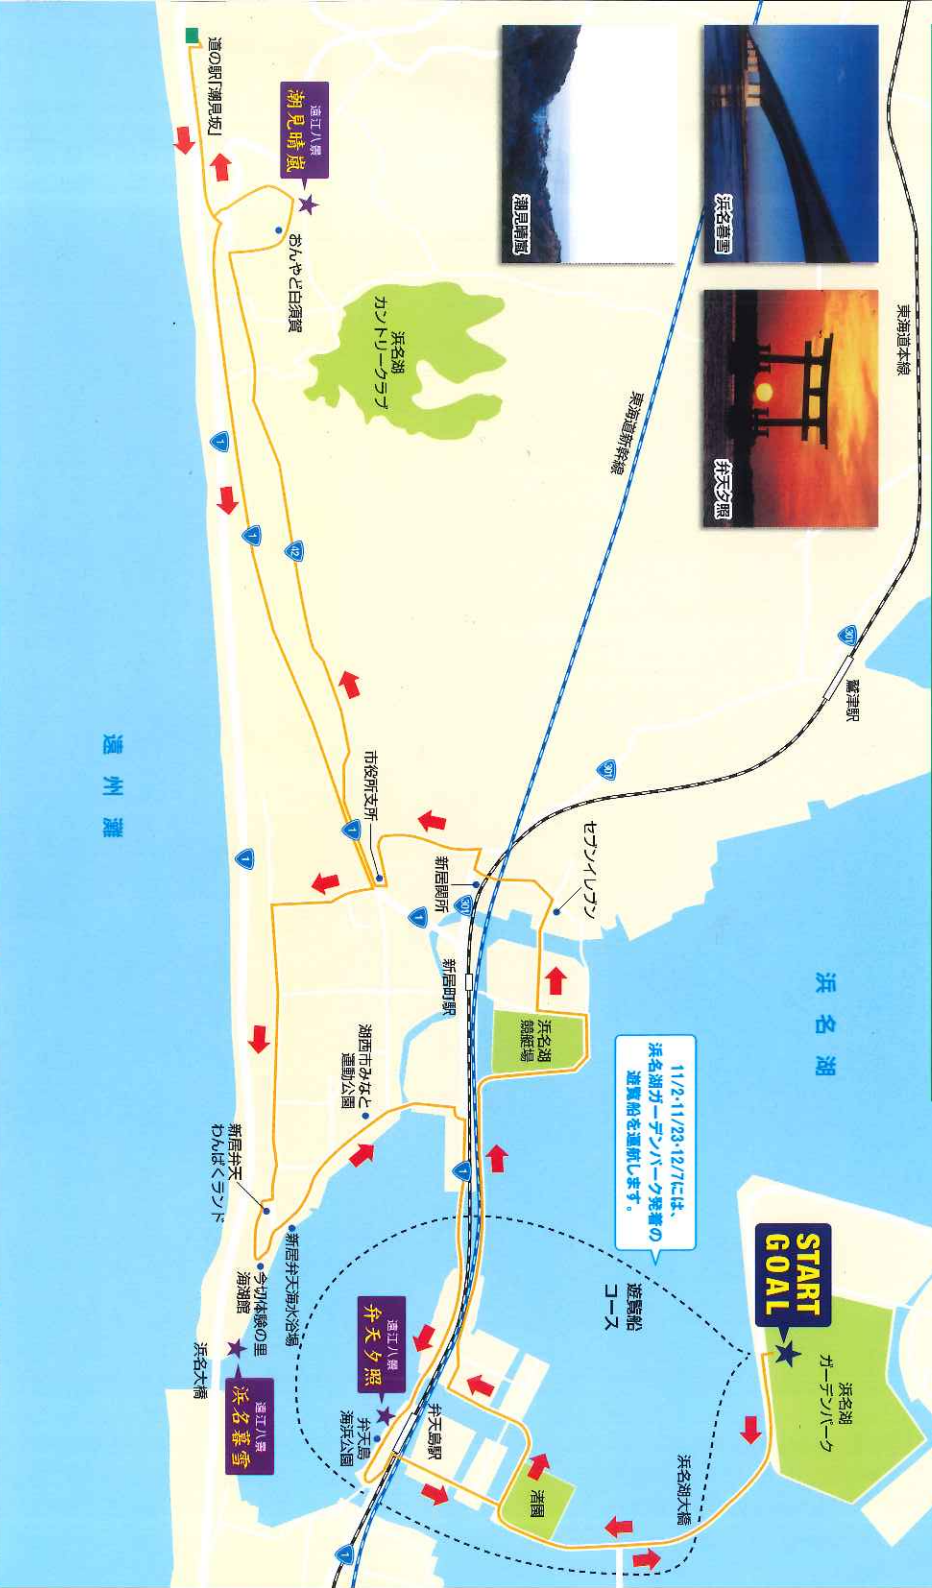 浜名暮雪
潮見晴嵐
弁天夕照
東海道本線
東海道新幹線
道の駅「潮見坂」
遠江八景
潮見晴嵐
おんやど白須賀
浜名湖
カントリークラブ
301
鷲津駅
301
1
1
42
1
市役所支所
セブンイレブン
新居関所
301
1
新居町駅
1
遠州灘
浜名湖
浜名湖
競艇場
11/2・11/23・12/7には、
浜名湖ガーデンパーク発着の
遊覧船を運航します。
湖西市みなと
運動公園
新居弁天
わんぱくランド
新居弁天海水浴場
今切体験の里
海湖館
浜名大橋
遠江八景
浜名暮雪
1
遠江八景
弁天夕照
弁天島
海浜公園
弁天島駅
遊覧船
コース
START
GOAL
浜名湖
ガーデンパーク
浜名湖大橋
渚園
1